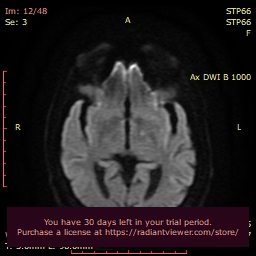 Im: 12/48
STP66
Se: 3
STP66
A
F
Ax DWI B 1000
R
L
You have 30 days left in your trial period.
Purchase a license at https://radiantviewer.com/store/